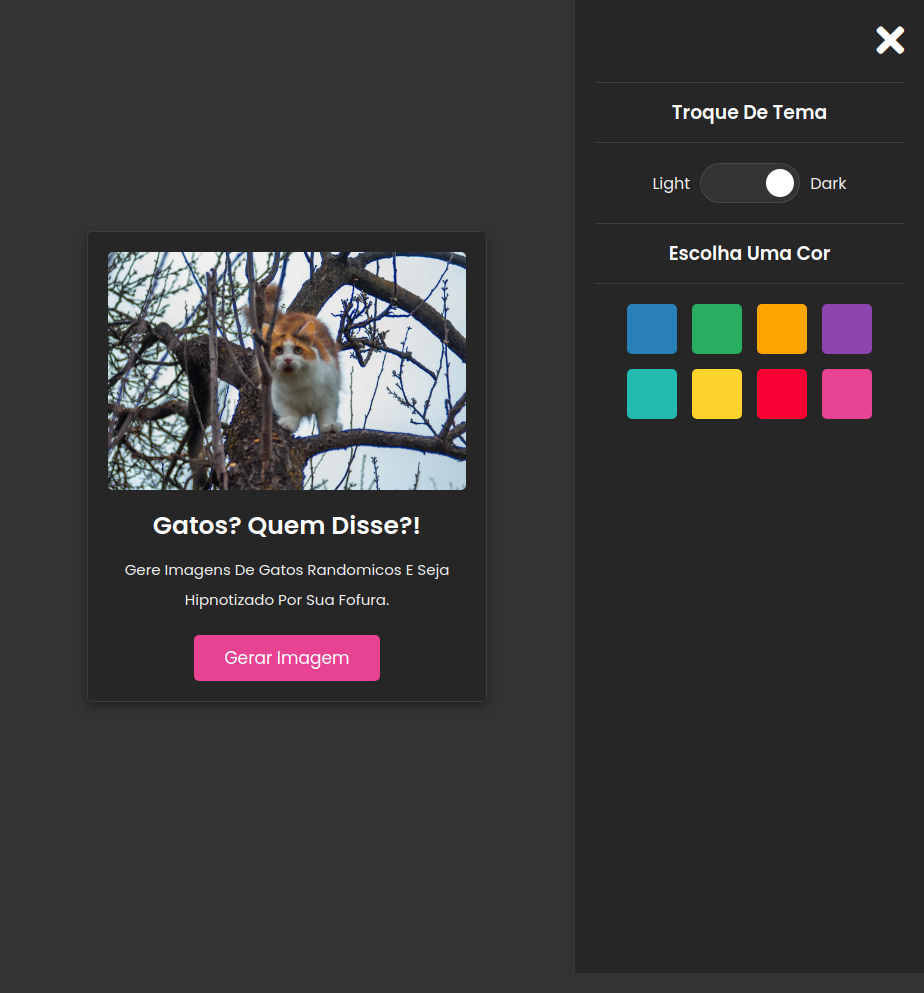 Troque De Tema
Light
Dark
Escolha Uma Cor
Gatos? Quem Disse?!
Gere Imagens De Gatos Randomicos E Seja
Hipnotizado Por Sua Fofura.
Gerar Imagem